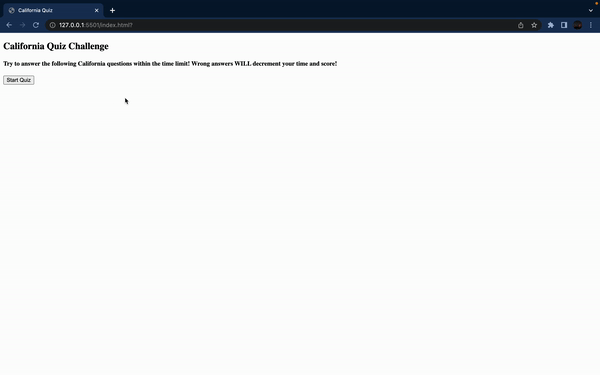 California Quiz
127.0.0.1:5501/index.html?
California Quiz Challenge
Try to answer the following California questions within the time limit! Wrong answers WILL decrement your time and score!
Start Quiz